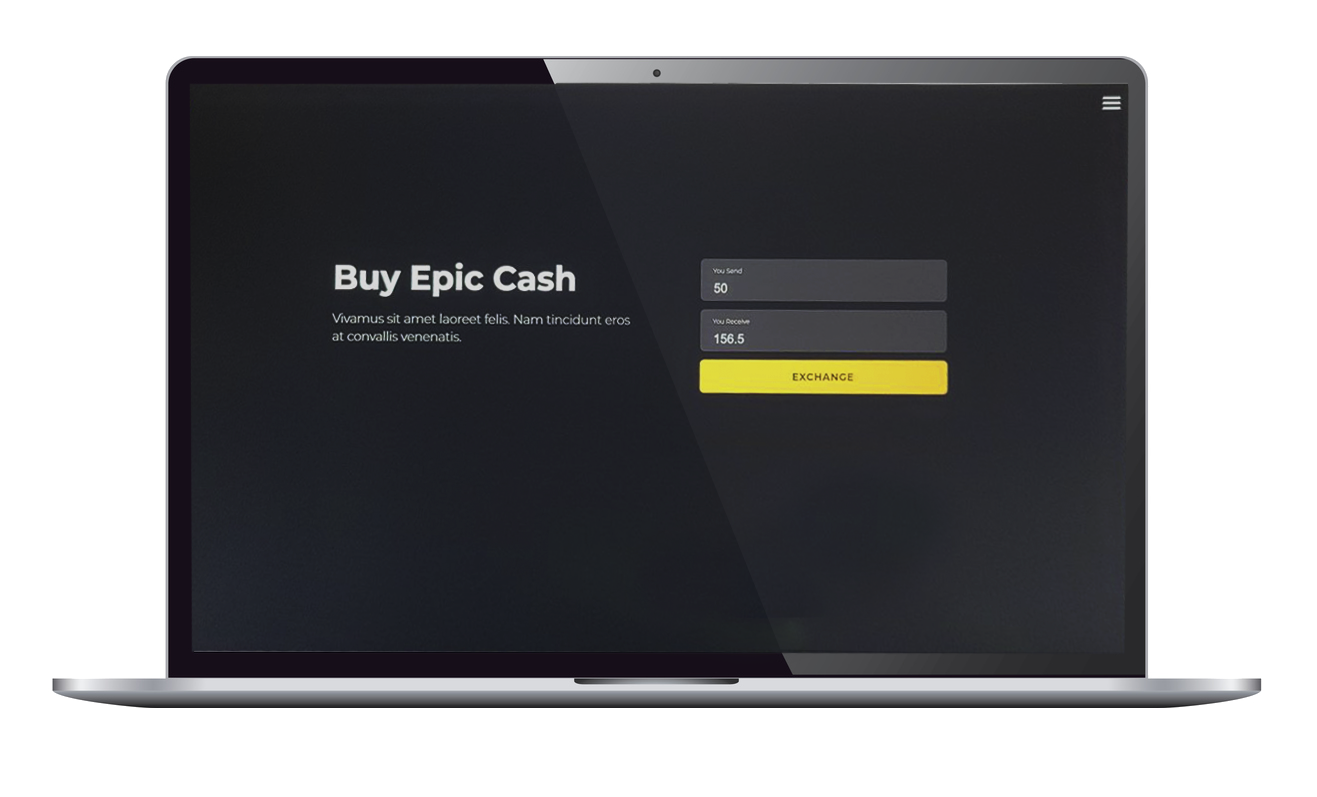 Buy Epic Cash
Vivamus sit amet laoreet felis. Nam tincidunt eros
at convallis venenatis.
You Send
50
You Receive
156.5
EXCHANGE